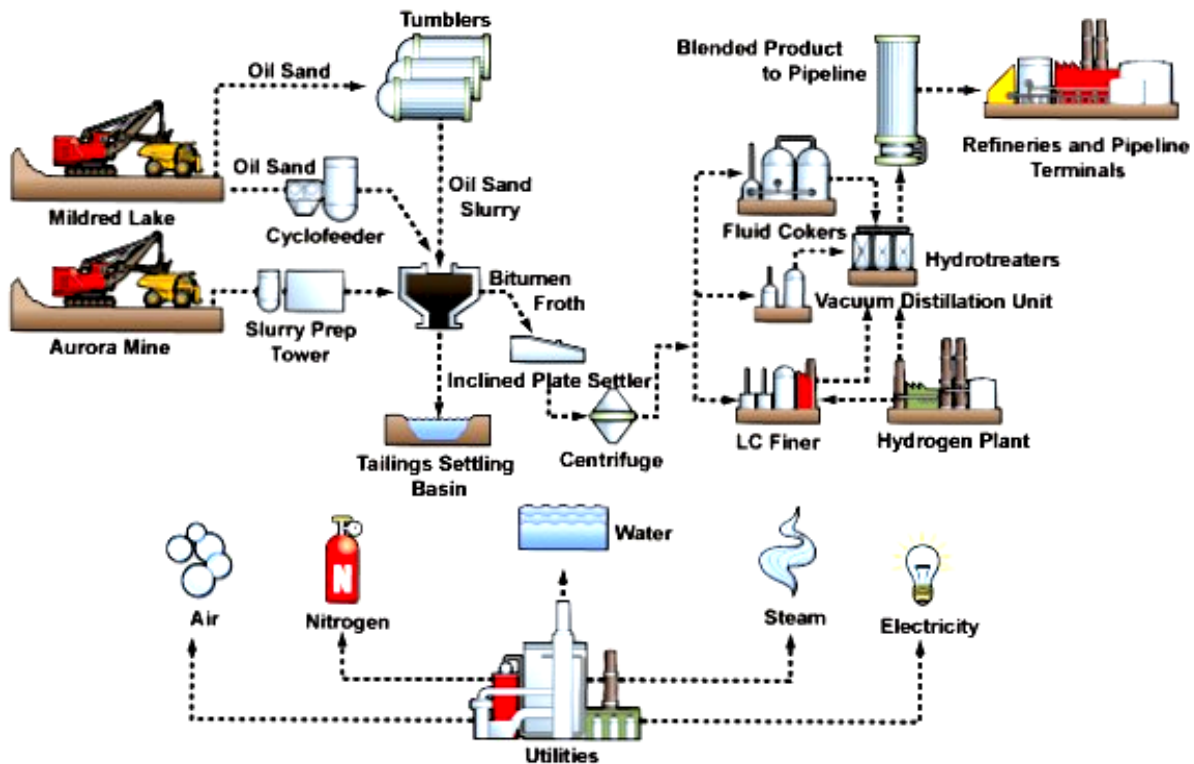 Tumblers
Oil Sand
Blended Product
to Pipeline
Refineries and Pipeline
Terminals
Mildred Lake
Oil Sand
Cyclofeeder
Oil Sand
Slurry
Fluid Cokers
Hydrotreaters
Vacuum Distillation Unit
Aurora Mine
Slurry Prep
Tower
Bitumen
Froth
Inclined Plate Settler
LC Finer
Hydrogen Plant
Tailings Settling
Basin
Centrifuge
Air
N
Nitrogen
Water
Steam
Electricity
Utilities